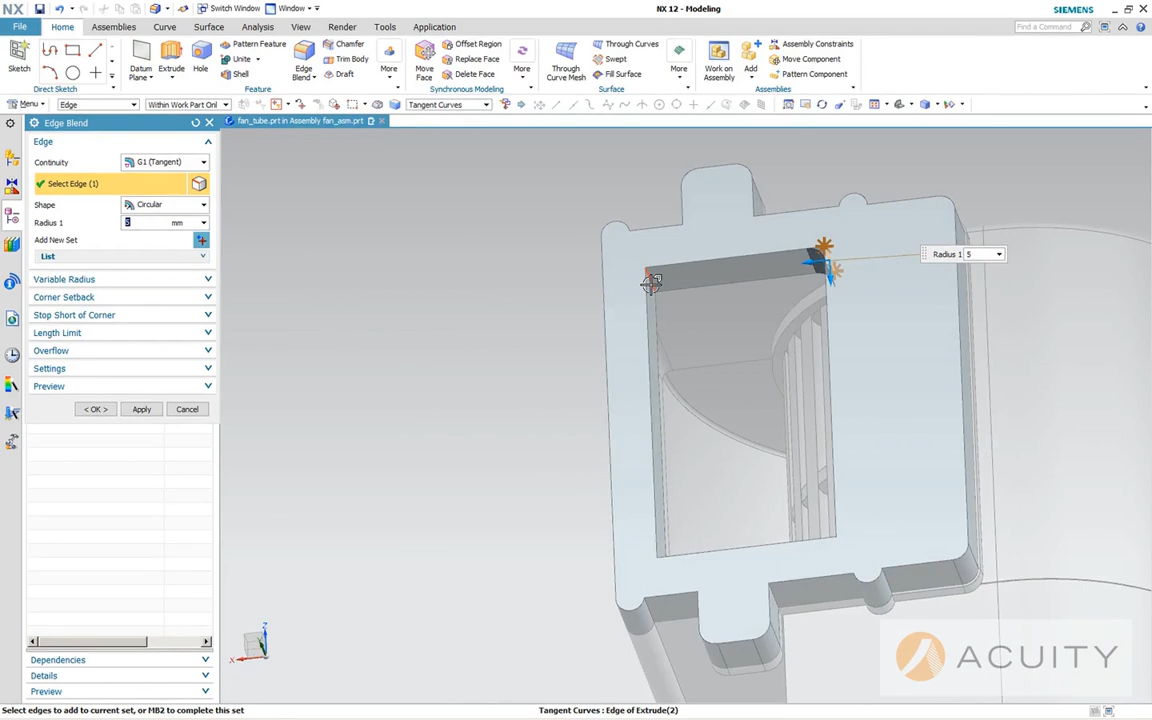 NX
Switch Window
Window
NX 12 - Modeling
SIEMENS
File
Home
Assemblies
Curve
Surface
Analysis
View
Render
Tools
Application
Find a Command
Sketch
Direct Sketch
Datum Plane
Extrude
Hole
Pattern Feature
Unite
Shell
Edge Blend
Chamfer
Trim Body
Draft
More
Feature
Move Face
Offset Region
Replace Face
Delete Face
More
Synchronous Modeling
Through Curve Mesh
Through Curves
Swept
Fill Surface
More
Surface
Work on Assembly
Add
Assembly Constraints
Move Component
Pattern Component
Assemblies
Menu
Edge
Within Work Part Onl
Tangent Curves
Edge Blend
fan_tube.prt in Assembly fan_asm.prt
Edge
Continuity
G1 (Tangent)
Select Edge (1)
Shape
Circular
Radius 1
5
mm
Add New Set
List
Variable Radius
Corner Setback
Stop Short of Corner
Length Limit
Overflow
Settings
Preview
< OK >
Apply
Cancel
Radius 1 5
Z
X
Dependencies
Details
Preview
ACUITY
Select edges to add to current set, or MB2 to complete this set
Tangent Curves : Edge of Extrude(2)